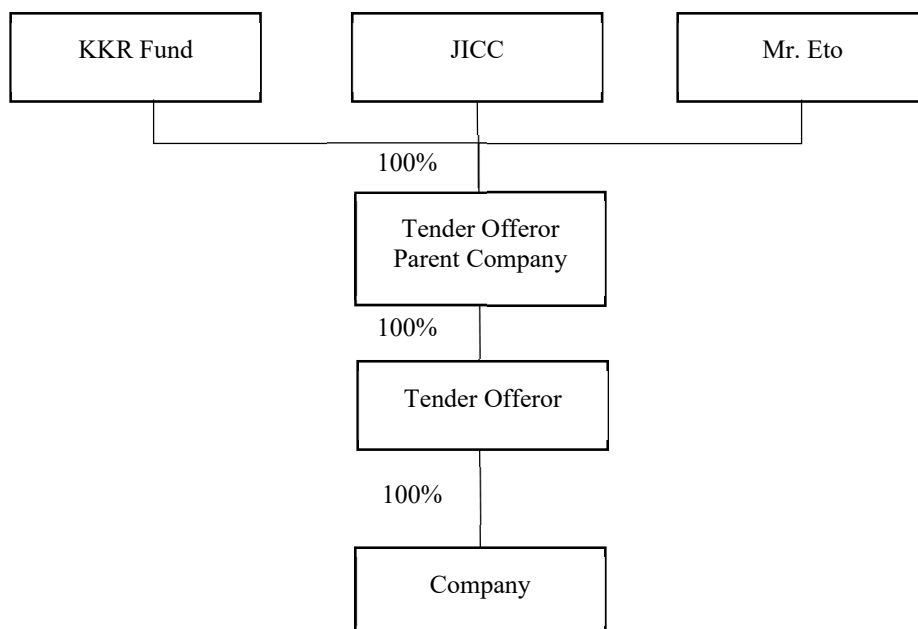 KKR Fund
JICC
Mr. Eto
100%
Tender Offeror
Parent Company
100%
Tender Offeror
100%
Company